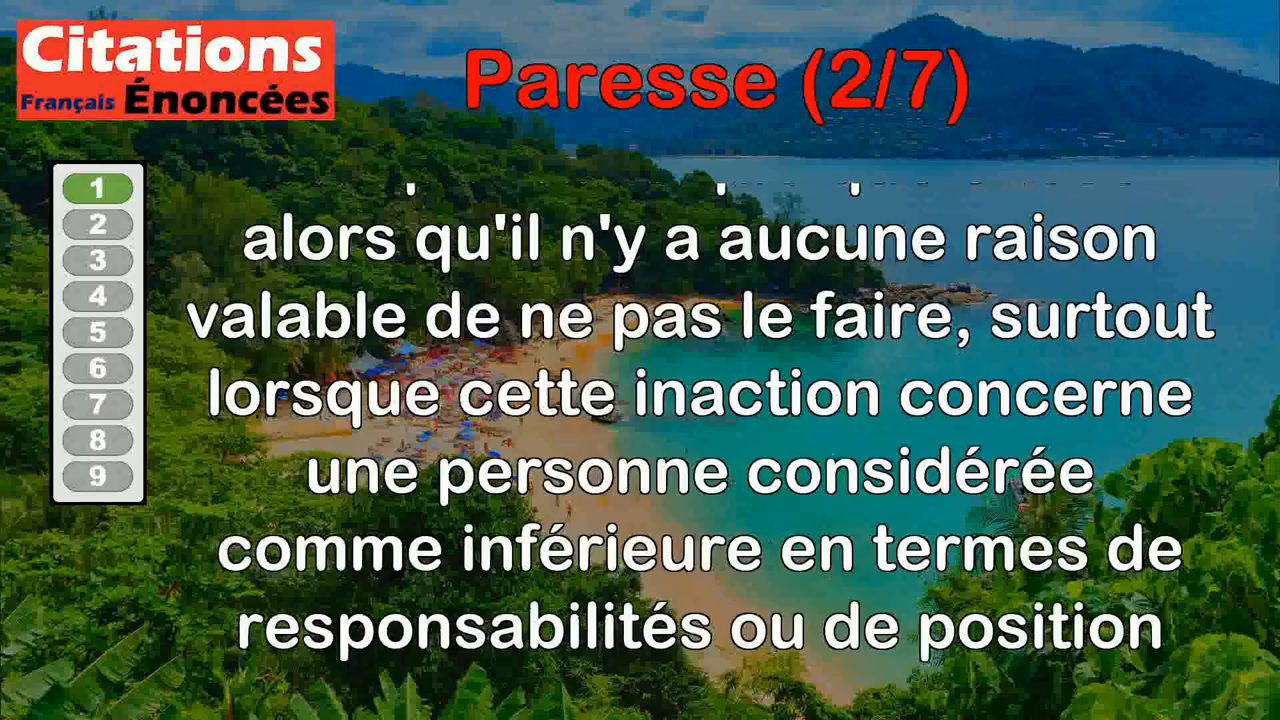 Citations
Français Énoncées
Paresse (2/7)
1
2
3
4
5
6
7
8
9
alors qu'il n'y a aucune raison
valable de ne pas le faire, surtout
lorsque cette inaction concerne
une personne considérée
comme inférieure en termes de
responsabilités ou de position